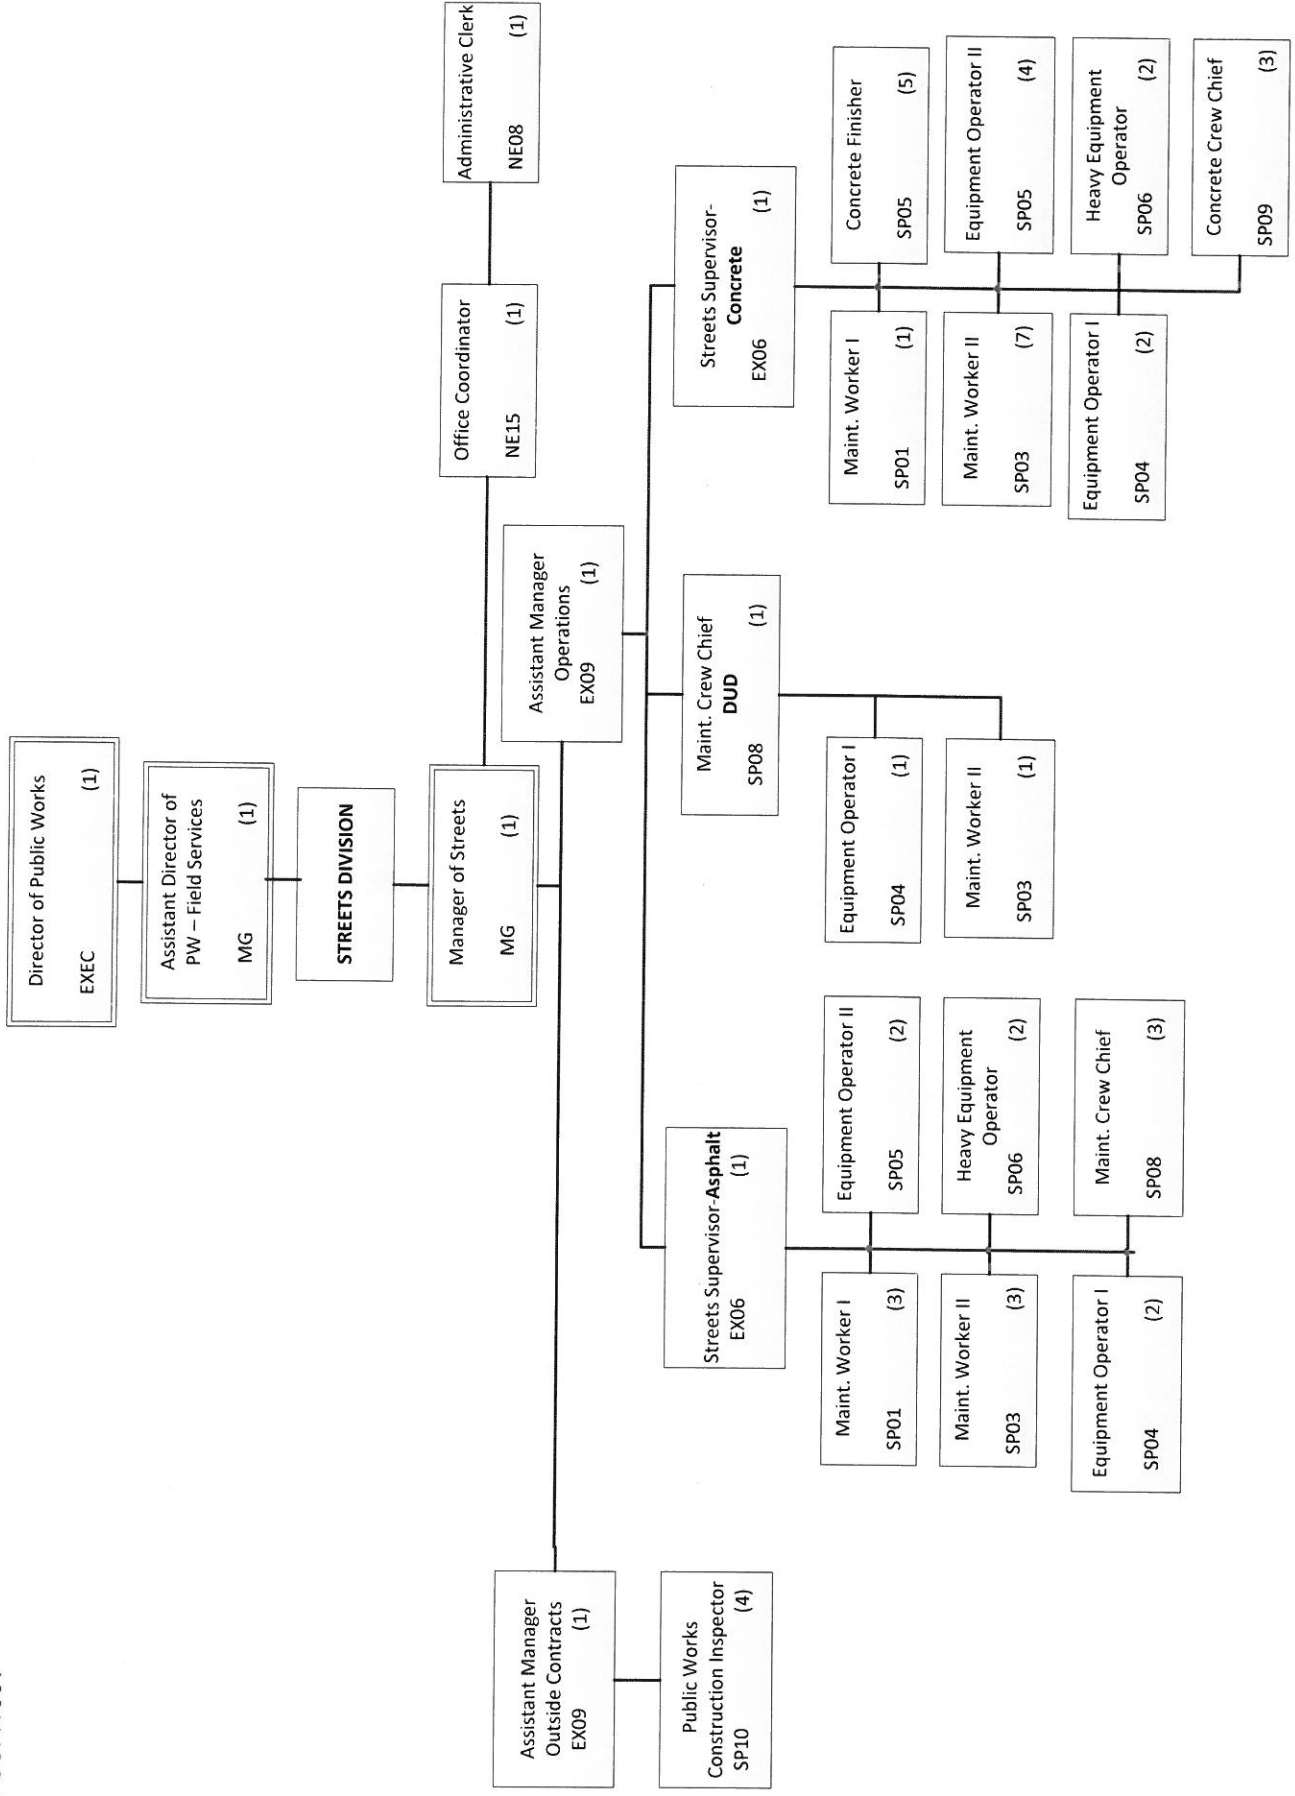 Director of Public Works
EXEC (1)
Assistant Director of
PW – Field Services
MG (1)
STREETS DIVISION
Manager of Streets
MG (1)
Office Coordinator
NE15 (1)
Administrative Clerk
NE08 (1)
Assistant Manager
Outside Contracts
EX09 (1)
Public Works
Construction Inspector
SP10 (4)
Assistant Manager
Operations
EX09 (1)
Streets Supervisor-Asphalt
EX06 (1)
Maint. Worker I
SP01 (3)
Equipment Operator II
SP05 (2)
Maint. Worker II
SP03 (3)
Heavy Equipment
Operator
SP06 (2)
Equipment Operator I
SP04 (2)
Maint. Crew Chief
SP08 (3)
Maint. Crew Chief
DUD
SP08 (1)
Equipment Operator I
SP04 (1)
Maint. Worker II
SP03 (1)
Streets Supervisor-
Concrete
EX06 (1)
Maint. Worker I
SP01 (1)
Concrete Finisher
SP05 (5)
Maint. Worker II
SP03 (7)
Equipment Operator II
SP05 (4)
Equipment Operator I
SP04 (2)
Heavy Equipment
Operator
SP06 (2)
Concrete Crew Chief
SP09 (3)